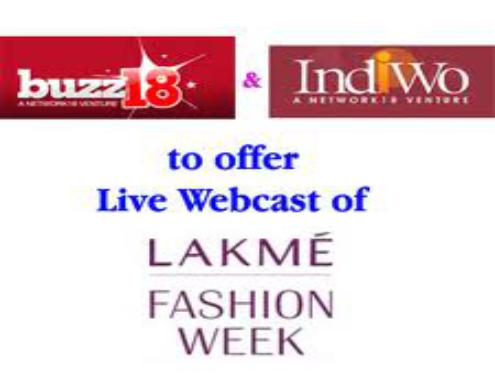 buzz18
A NETWORK18 VENTURE
&
IndiWo
A NETWORK18 VENTURE
to offer
Live Webcast of
LAKMÉ
FASHION
WEEK